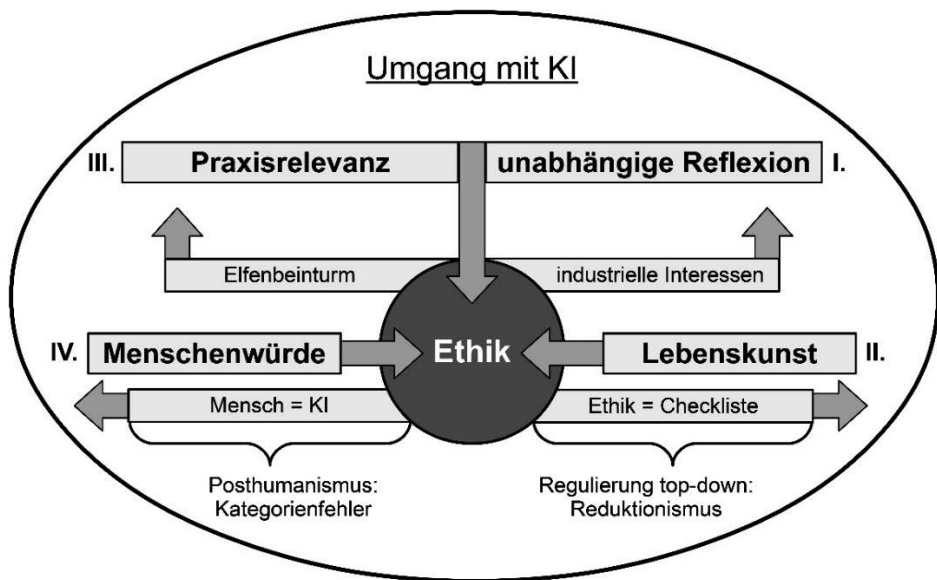 Umgang mit KI
III. Praxisrelevanz unabhängige Reflexion I.
Elfenbeinturm industrielle Interessen
IV. Menschenwürde Ethik Lebenskunst II.
Mensch = KI Ethik = Checkliste
Posthumanismus: Regulierung top-down:
Kategorienfehler Reduktionismus